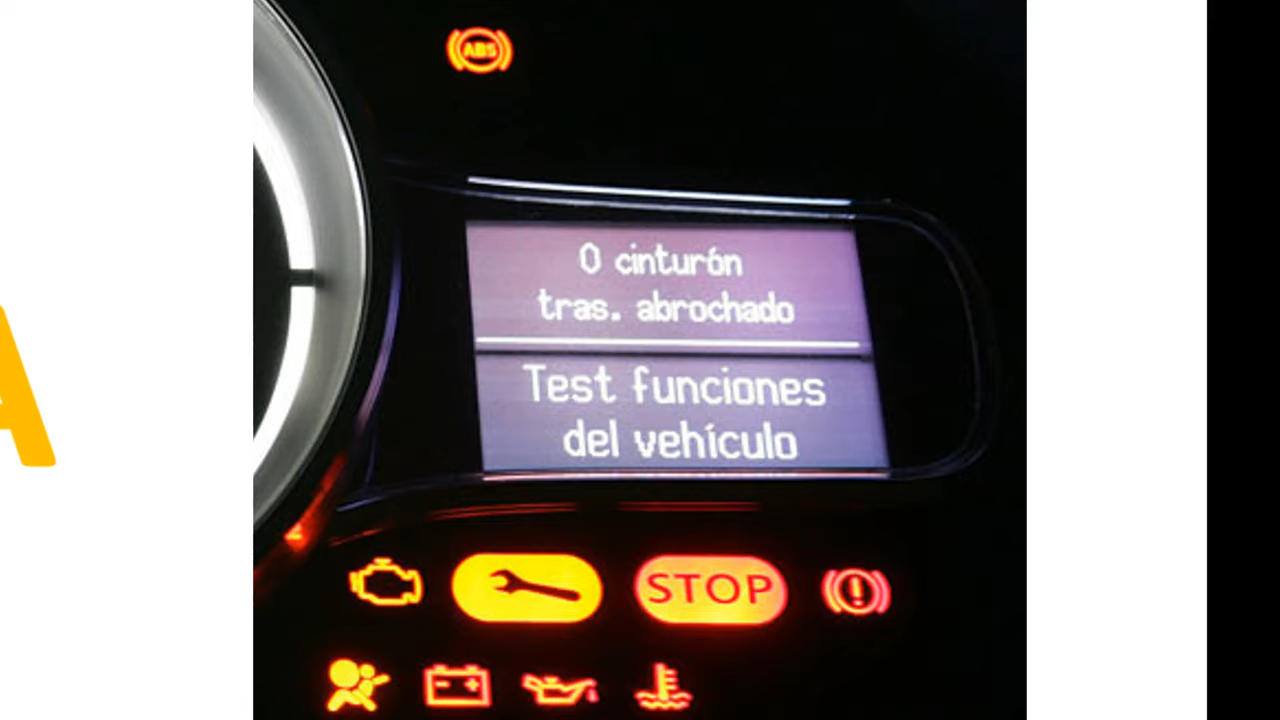 ABS
0 cinturón
tras. abrochado
Test funciones
del vehículo
STOP
A